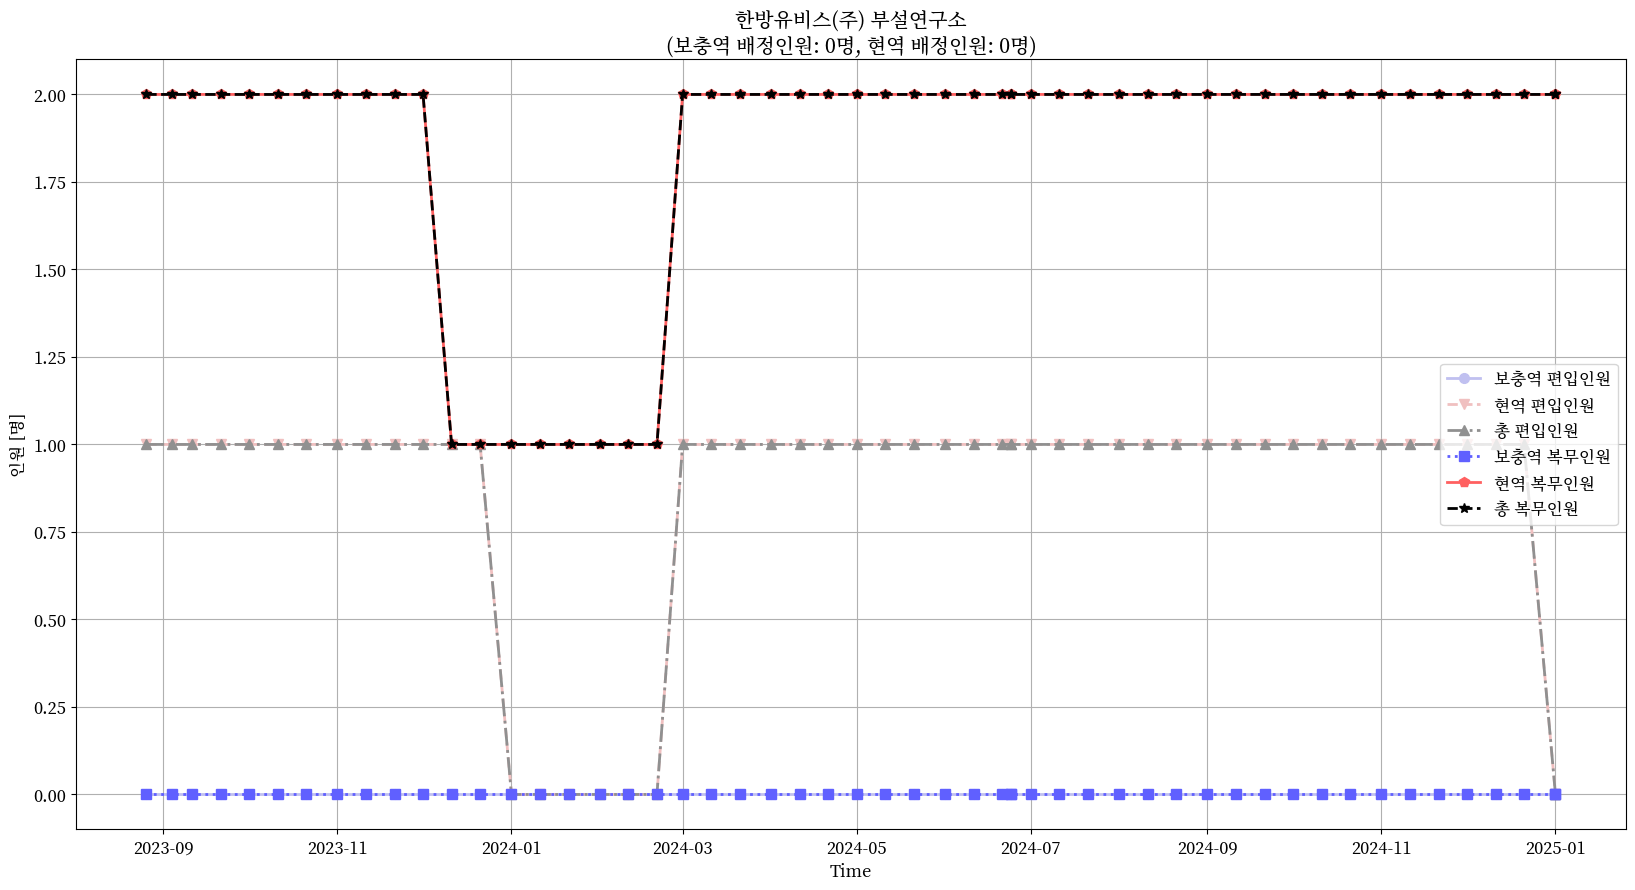 한방유비스(주) 부설연구소
(보충역 배정인원: 0명, 현역 배정인원: 0명)
인원 [명]
2.00
1.75
1.50
1.25
1.00
0.75
0.50
0.25
0.00
보충역 편입인원
현역 편입인원
총 편입인원
보충역 복무인원
현역 복무인원
총 복무인원
2023-09
2023-11
2024-01
2024-03
2024-05
2024-07
2024-09
2024-11
2025-01
Time